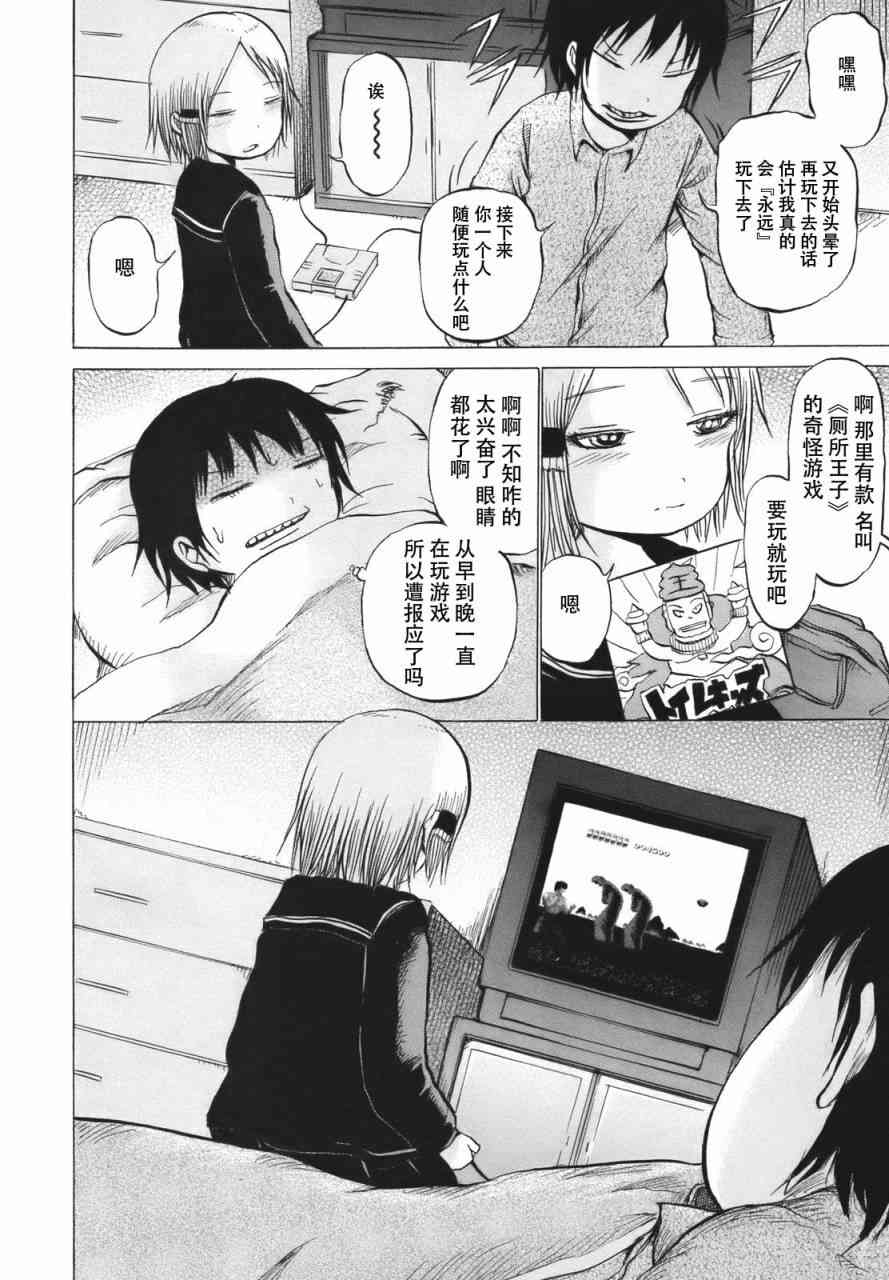 嘿嘿
又开始头晕了
再玩下去的话
估计我真的
会『永远』
玩下去了
诶
接下来
你一个人
随便玩点什么吧
嗯
啊 那里有款 名叫
《厕所王子》
的奇怪游戏
要玩就玩吧
嗯
王
トイレキッズ
啊啊 不知咋的
太兴奋了 眼睛
都花了啊
从早到晚一直
在玩游戏
所以遭报应了吗